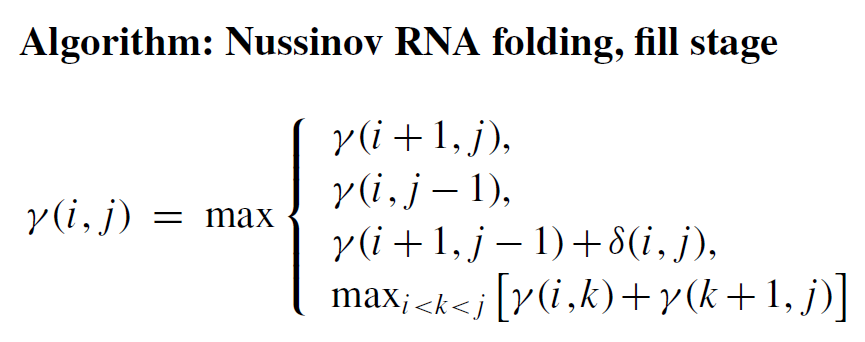 Algorithm: Nussinov RNA folding, fill stage
γ(i + 1, j),
γ(i, j − 1),
γ(i, j) = max {
γ(i + 1, j − 1)+δ(i, j),
max_{i<k<j} [γ(i,k)+γ(k + 1, j)]